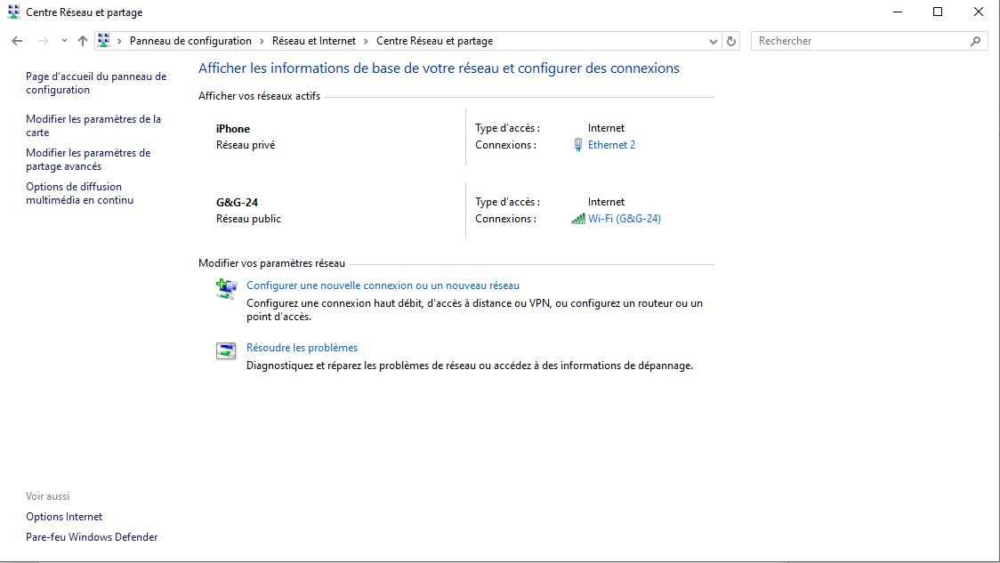 Centre Réseau et partage
Panneau de configuration > Réseau et Internet > Centre Réseau et partage
Rechercher
Page d'accueil du panneau de
configuration
Modifier les paramètres de la
carte
Modifier les paramètres de
partage avancés
Options de diffusion
multimédia en continu
Afficher les informations de base de votre réseau et configurer des connexions
Afficher vos réseaux actifs
iPhone
Réseau privé
Type d'accès : Internet
Connexions : Ethernet 2
G&G-24
Réseau public
Type d'accès : Internet
Connexions : Wi-Fi (G&G-24)
Modifier vos paramètres réseau
Configurer une nouvelle connexion ou un nouveau réseau
Configurez une connexion haut débit, d'accès à distance ou VPN, ou configurez un routeur ou un
point d'accès.
Résoudre les problèmes
Diagnostiquez et réparez les problèmes de réseau ou accédez à des informations de dépannage.
Voir aussi
Options Internet
Pare-feu Windows Defender